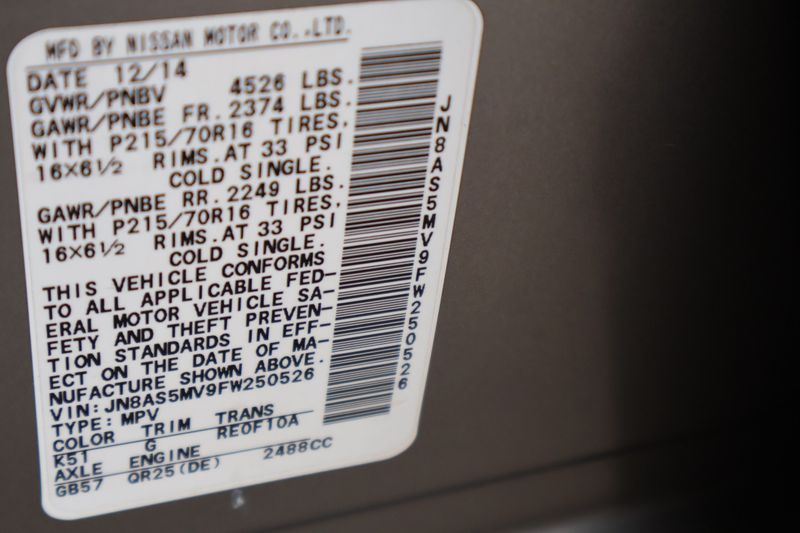 MFD BY NISSAN MOTOR CO.,LTD.
DATE 12/14
GVWR/PNBV 4526 LBS.
GAWR/PNBE FR. 2374 LBS.
WITH P215/70R16 TIRES.
16×6½ RIMS. AT 33 PSI
COLD SINGLE.
GAWR/PNBE RR. 2249 LBS.
WITH P215/70R16 TIRES.
16×6½ RIMS. AT 33 PSI
COLD SINGLE.
THIS VEHICLE CONFORMS
TO ALL APPLICABLE FED-
ERAL MOTOR VEHICLE SA-
FETY AND THEFT PREVEN-
TION STANDARDS IN EFF-
ECT ON THE DATE OF MA-
NUFACTURE SHOWN ABOVE.
VIN: JN8AS5MV9FW250526
TYPE: MPV
COLOR TRIM TRANS
K51 G RE0F10A
AXLE ENGINE
GB57 QR25(DE) 2488CC
JN8AS5MV9FW250526